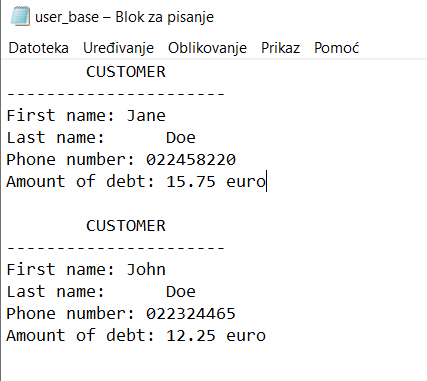 user_base – Blok za pisanje
Datoteka Uređivanje Oblikovanje Prikaz Pomoć
        CUSTOMER
----------------------
First name: Jane
Last name:      Doe
Phone number: 022458220
Amount of debt: 15.75 euro

        CUSTOMER
----------------------
First name: John
Last name:      Doe
Phone number: 022324465
Amount of debt: 12.25 euro